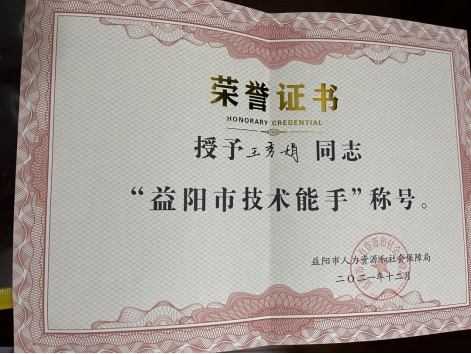 荣誉证书
HONORARY CREDENTIAL
授予王彦娟 同志
“益阳市技术能手”称号。
益阳市人力资源和社会保障局
二〇二一年十二月